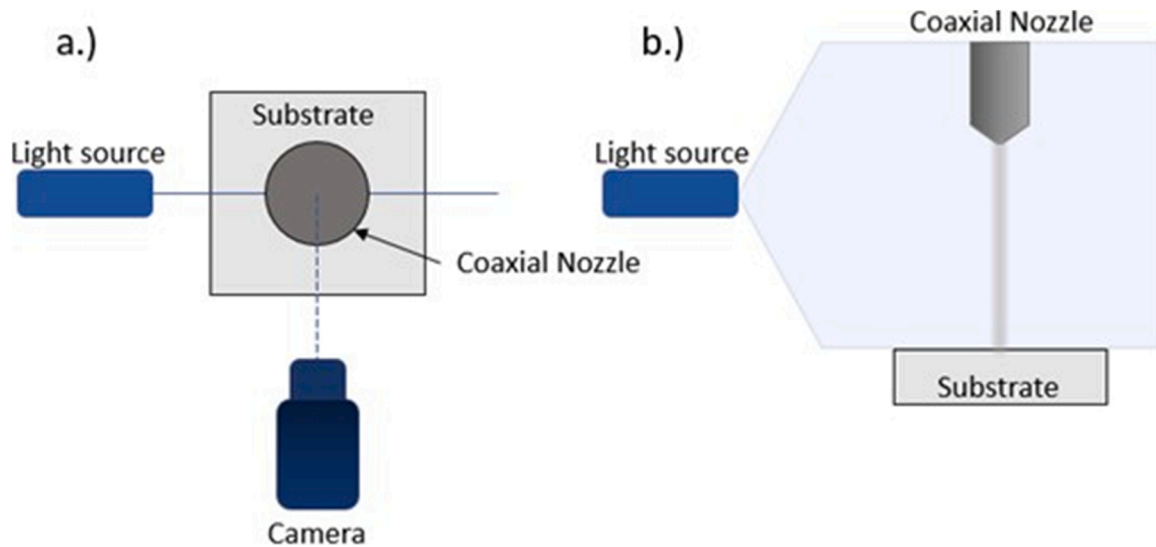 a.)
Substrate
Light source
Coaxial Nozzle
Camera
b.)
Coaxial Nozzle
Light source
Substrate